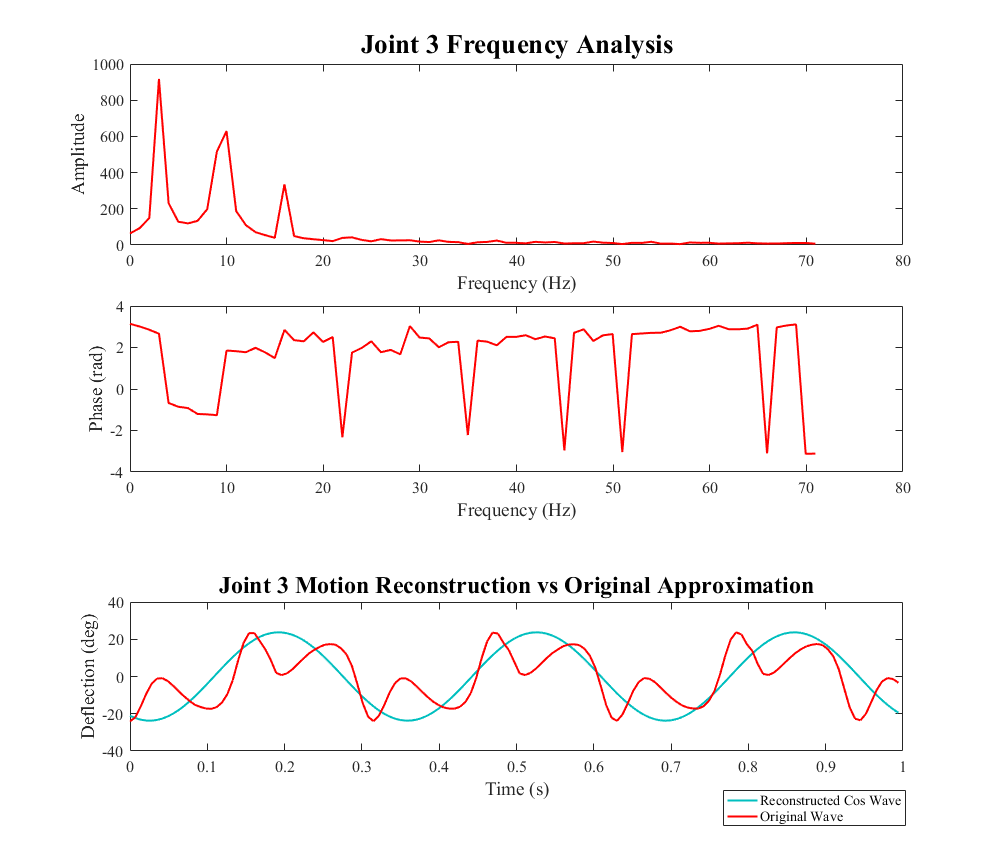 Joint 3 Frequency Analysis
1000
800
600
400
200
0
Amplitude
0 10 20 30 40 50 60 70 80
Frequency (Hz)
4
2
0
-2
-4
Phase (rad)
0 10 20 30 40 50 60 70 80
Frequency (Hz)
Joint 3 Motion Reconstruction vs Original Approximation
40
20
0
-20
-40
Deflection (deg)
0 0.1 0.2 0.3 0.4 0.5 0.6 0.7 0.8 0.9 1
Time (s)
Reconstructed Cos Wave
Original Wave